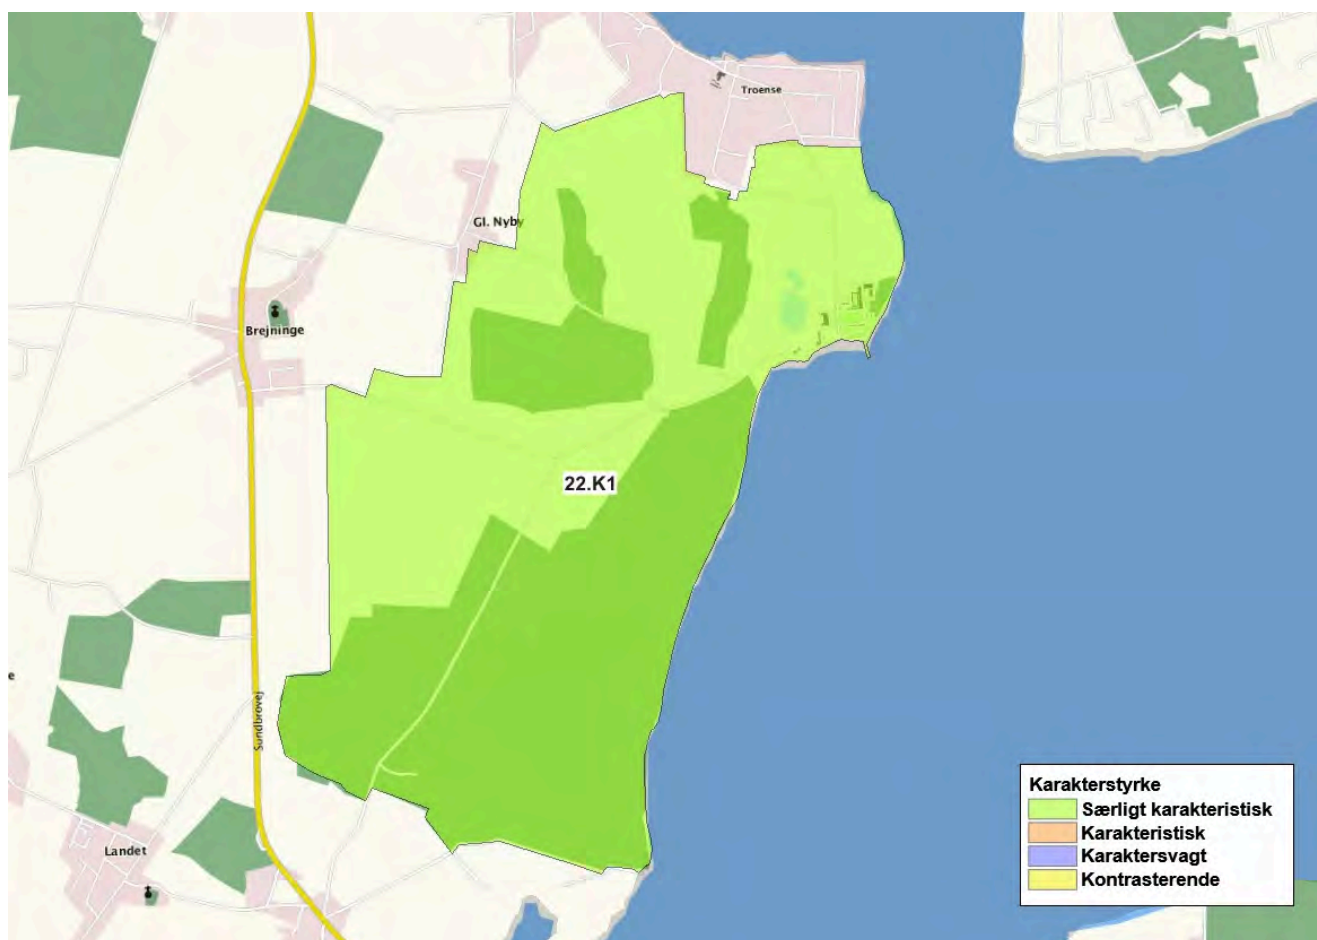 Troense
Gl. Nyby
Brejninge
22.K1
e
Sundbrovej
Landet
Karakterstyrke
Særligt karakteristisk
Karakteristisk
Karaktersvagt
Kontrasterende